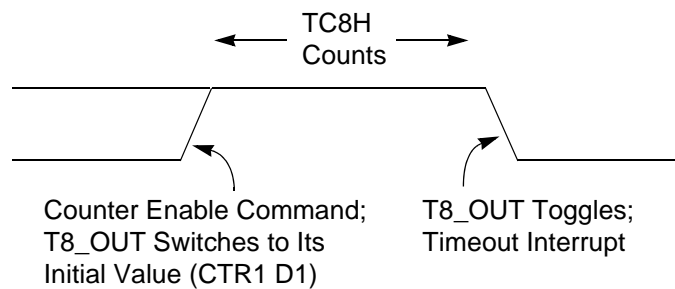 TC8H
Counts
Counter Enable Command;
T8_OUT Switches to Its
Initial Value (CTR1 D1)
T8_OUT Toggles;
Timeout Interrupt